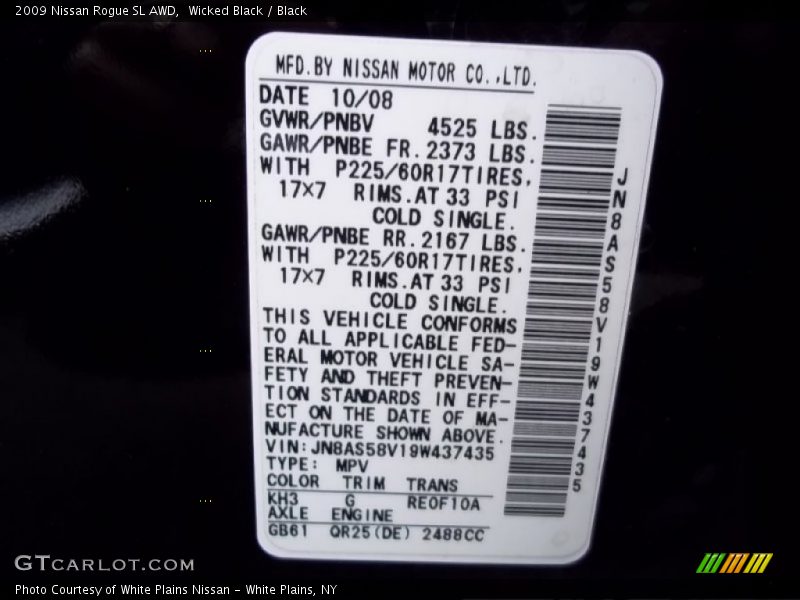 2009 Nissan Rogue SL AWD,  Wicked Black / Black
MFD.BY NISSAN MOTOR CO.,LTD.
DATE 10/08
GVWR/PNBV 4525 LBS.
GAWR/PNBE FR.2373 LBS.
WITH P225/60R17TIRES,
17×7 RIMS.AT 33 PSI
COLD SINGLE.
GAWR/PNBE RR.2167 LBS.
WITH P225/60R17TIRES,
17×7 RIMS.AT 33 PSI
COLD SINGLE.
THIS VEHICLE CONFORMS
TO ALL APPLICABLE FED-
ERAL MOTOR VEHICLE SA-
FETY AND THEFT PREVEN-
TION STANDARDS IN EFF-
ECT ON THE DATE OF MA-
NUFACTURE SHOWN ABOVE.
VIN:JN8AS58V19W437435
TYPE: MPV
COLOR TRIM TRANS
KH3 G RE0F10A
AXLE ENGINE
GB61 QR25(DE) 2488CC
JN8AS58V19W437435
GTCARLOT.COM
Photo Courtesy of White Plains Nissan - White Plains, NY